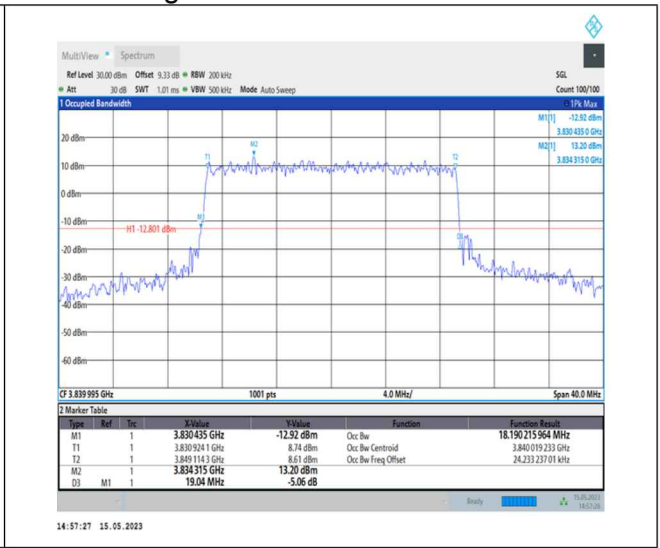 MultiView Spectrum
Ref Level 30.00 dBm Offset 9.33 dB RBW 200 kHz SGL
Att 30 dB SWT 1.01 ms VBW 500 kHz Mode Auto Sweep Count 100/100
1 Occupied Bandwidth 1Pk Max
M1[1] -12.92 dBm
3.830 435 0 GHz
M2[1] 13.20 dBm
3.834 315 0 GHz
20 dBm
M2
T1 T2
10 dBm
0 dBm
-10 dBm
M1
H1 -12.801 dBm
-20 dBm
-30 dBm
-40 dBm
-50 dBm
-60 dBm
CF 3.839 995 GHz 1001 pts 4.0 MHz/ Span 40.0 MHz
2 Marker Table
Type Ref Trc X-Value Y-Value Function Function Result
M1 1 3.830 435 GHz -12.92 dBm Occ Bw 18.190 215 964 MHz
T1 1 3.830 924 1 GHz 8.74 dBm Occ Bw Centroid 3.840 019 233 GHz
T2 1 3.849 114 3 GHz 8.61 dBm Occ Bw Freq Offset 24.233 237 01 kHz
M2 1 3.834 315 GHz 13.20 dBm
D3 M1 1 19.04 MHz -5.06 dB
Ready 15.05.2023
14:57:26
14:57:27 15.05.2023